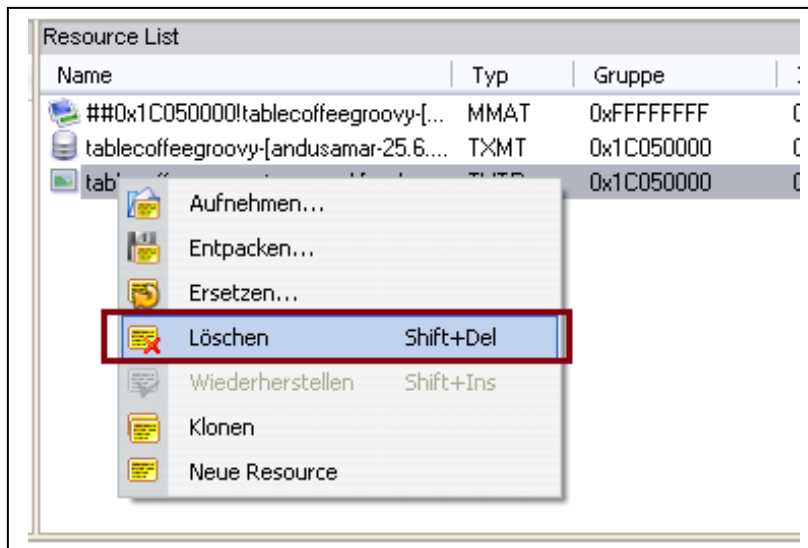 Resource List
Name Typ Gruppe
##0x1C050000!tablecoffeegroovy-[... MMAT 0xFFFFFFFF
tablecoffeegroovy-[andusamar-25.6.... TXMT 0x1C050000
0x1C050000
Aufnehmen...
Entpacken...
Ersetzen...
Löschen Shift+Del
Wiederherstellen Shift+Ins
Klonen
Neue Resource